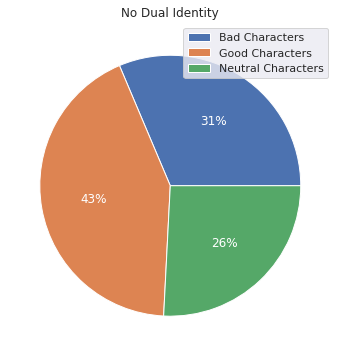 No Dual Identity
Bad Characters
Good Characters
Neutral Characters
31%
43%
26%